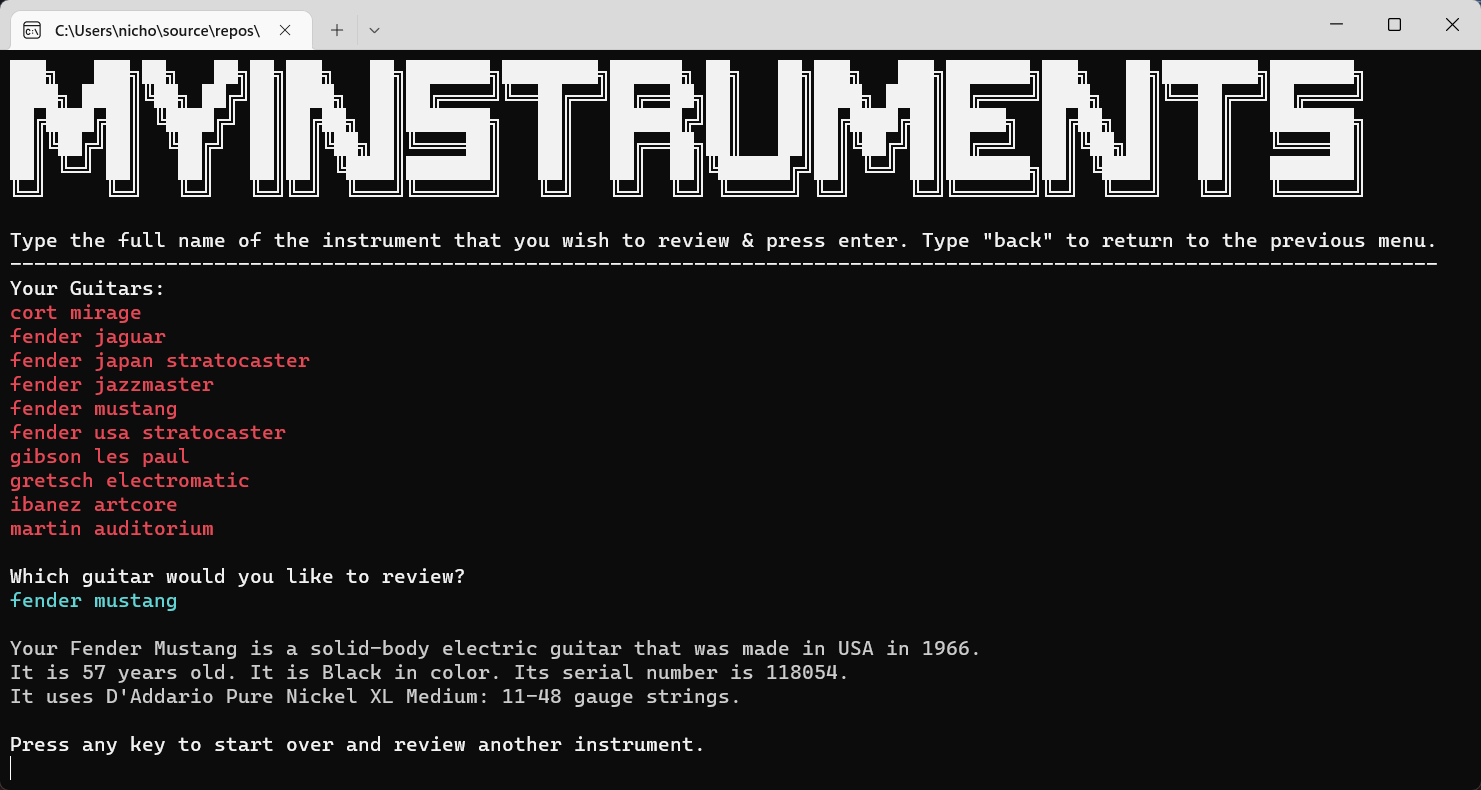 C:\Users\nicho\source\repos\
MYINSTRUMENTS
Type the full name of the instrument that you wish to review & press enter. Type "back" to return to the previous menu.
-----------------------------------------------------------------------------------------------------------------------
Your Guitars:
cort mirage
fender jaguar
fender japan stratocaster
fender jazzmaster
fender mustang
fender usa stratocaster
gibson les paul
gretsch electromatic
ibanez artcore
martin auditorium
Which guitar would you like to review?
fender mustang
Your Fender Mustang is a solid-body electric guitar that was made in USA in 1966.
It is 57 years old. It is Black in color. Its serial number is 118054.
It uses D'Addario Pure Nickel XL Medium: 11-48 gauge strings.
Press any key to start over and review another instrument.